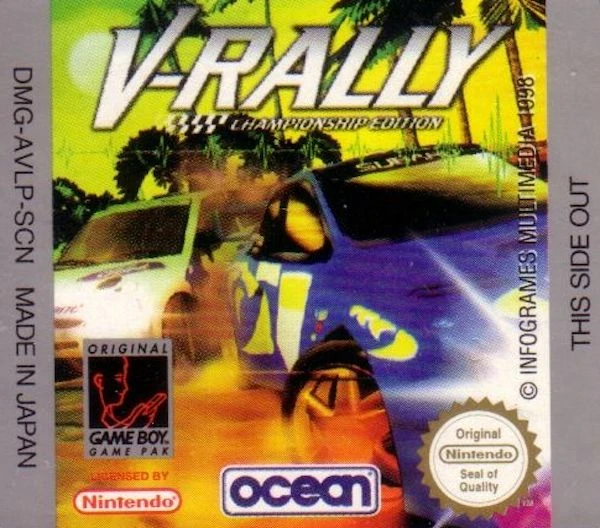 V-RALLY
CHAMPIONSHIP EDITION
DMG-AVLP-SCN MADE IN JAPAN
© INFOGRAMES MULTIMEDIA 1998
THIS SIDE OUT
ORIGINAL
GAME BOY
GAME PAK
LICENSED BY
Nintendo
ocean
Original
Nintendo
Seal of
Quality